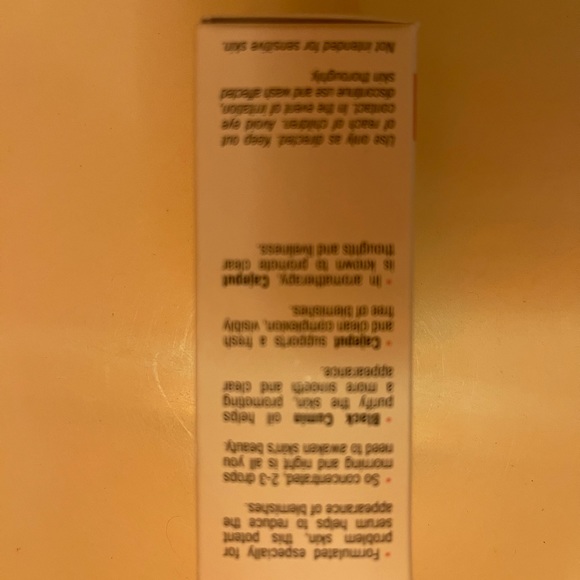 * Formulated especially for
problem skin, this potent
serum helps to reduce the
appearance of blemishes.
* So concentrated, 2-3 drops
morning and night is all you
need to awaken skin's beauty.
* Black Cumin oil helps
purify the skin, promoting
a more smooth and clear
appearance.
* Cajeput supports a fresh
and clean complexion, visibly
free of blemishes.
* In aromatherapy, Cajeput
is known to promote clear
thoughts and liveliness.
Use only as directed. Keep out
of reach of children. Avoid eye
contact. In the event of irritation,
discontinue use and wash affected
skin thoroughly.
Not intended for sensitive skin.